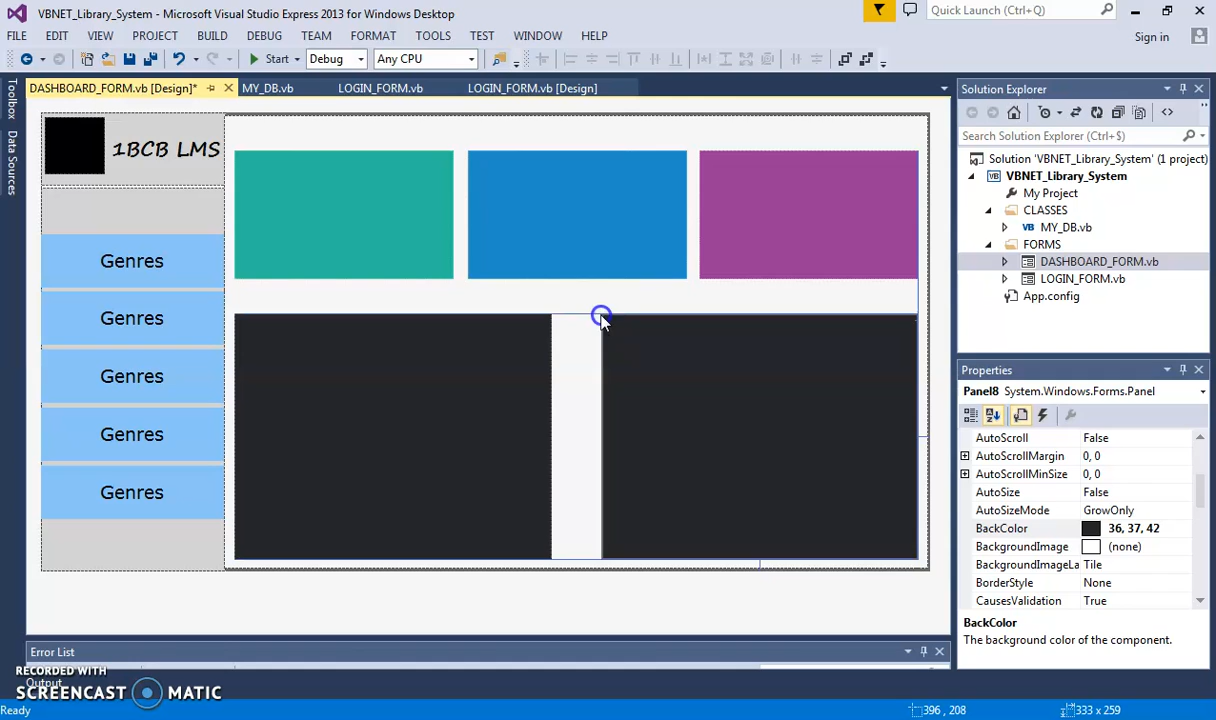 VBNET_Library_System - Microsoft Visual Studio Express 2013 for Windows Desktop
Quick Launch (Ctrl+Q)
FILE EDIT VIEW PROJECT BUILD DEBUG TEAM FORMAT TOOLS TEST WINDOW HELP
Sign in
Start Debug Any CPU
Toolbox
Data Sources
DASHBOARD_FORM.vb [Design]* MY_DB.vb LOGIN_FORM.vb LOGIN_FORM.vb [Design]
1BCB LMS
Genres
Genres
Genres
Genres
Genres
Solution Explorer
Search Solution Explorer (Ctrl+$)
Solution 'VBNET_Library_System' (1 project)
VB VBNET_Library_System
My Project
CLASSES
VB MY_DB.vb
FORMS
DASHBOARD_FORM.vb
LOGIN_FORM.vb
App.config
Properties
Panel8 System.Windows.Forms.Panel
AutoScroll False
AutoScrollMargin 0, 0
AutoScrollMinSize 0, 0
AutoSize False
AutoSizeMode GrowOnly
BackColor 36, 37, 42
BackgroundImage (none)
BackgroundImageLa Tile
BorderStyle None
CausesValidation True
BackColor
The background color of the component.
Error List
Output
RECORDED WITH
SCREENCAST MATIC
Ready
396 , 208
333 x 259